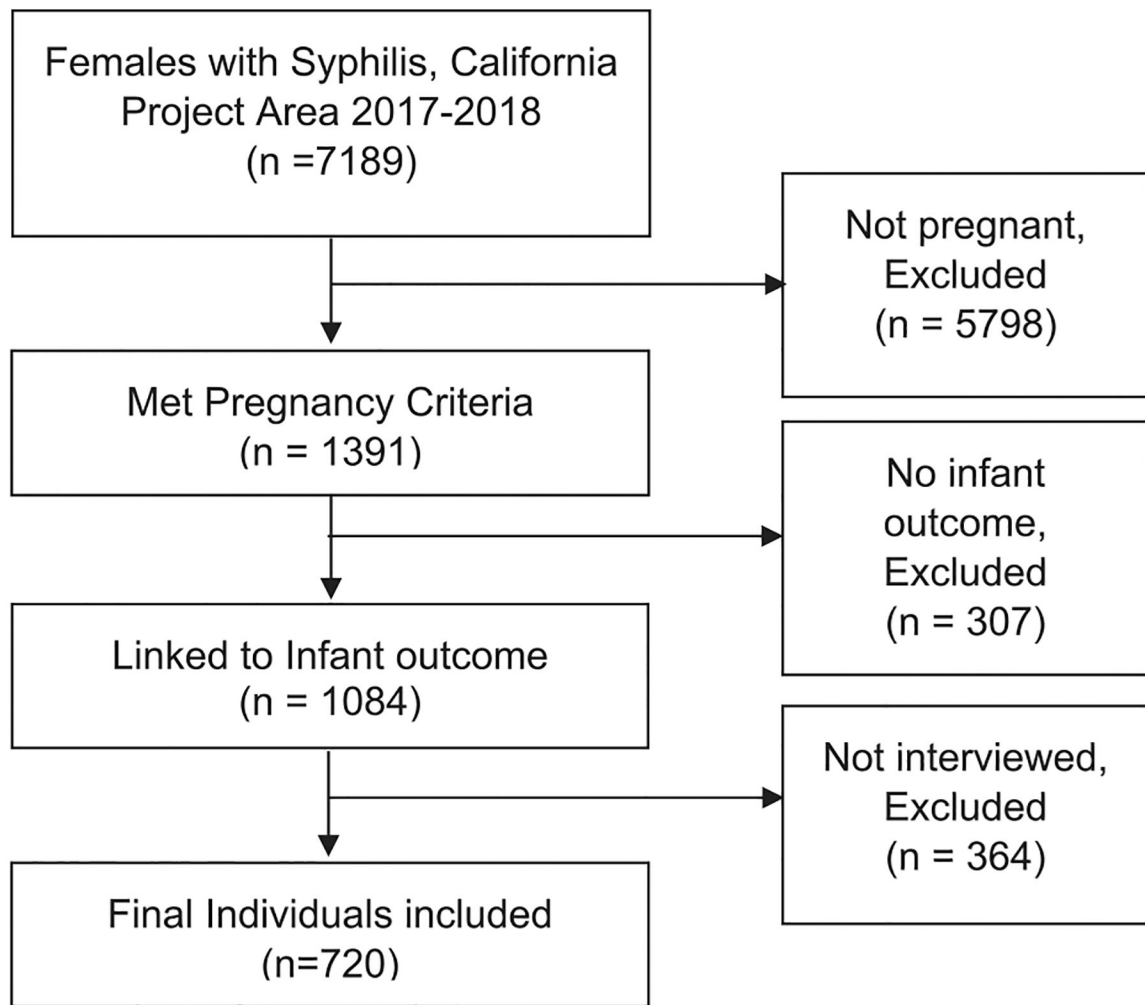 Females with Syphilis, California
Project Area 2017-2018
(n =7189)
Not pregnant,
Excluded
(n = 5798)
Met Pregnancy Criteria
(n = 1391)
No infant
outcome,
Excluded
(n = 307)
Linked to Infant outcome
(n = 1084)
Not interviewed,
Excluded
(n = 364)
Final Individuals included
(n=720)